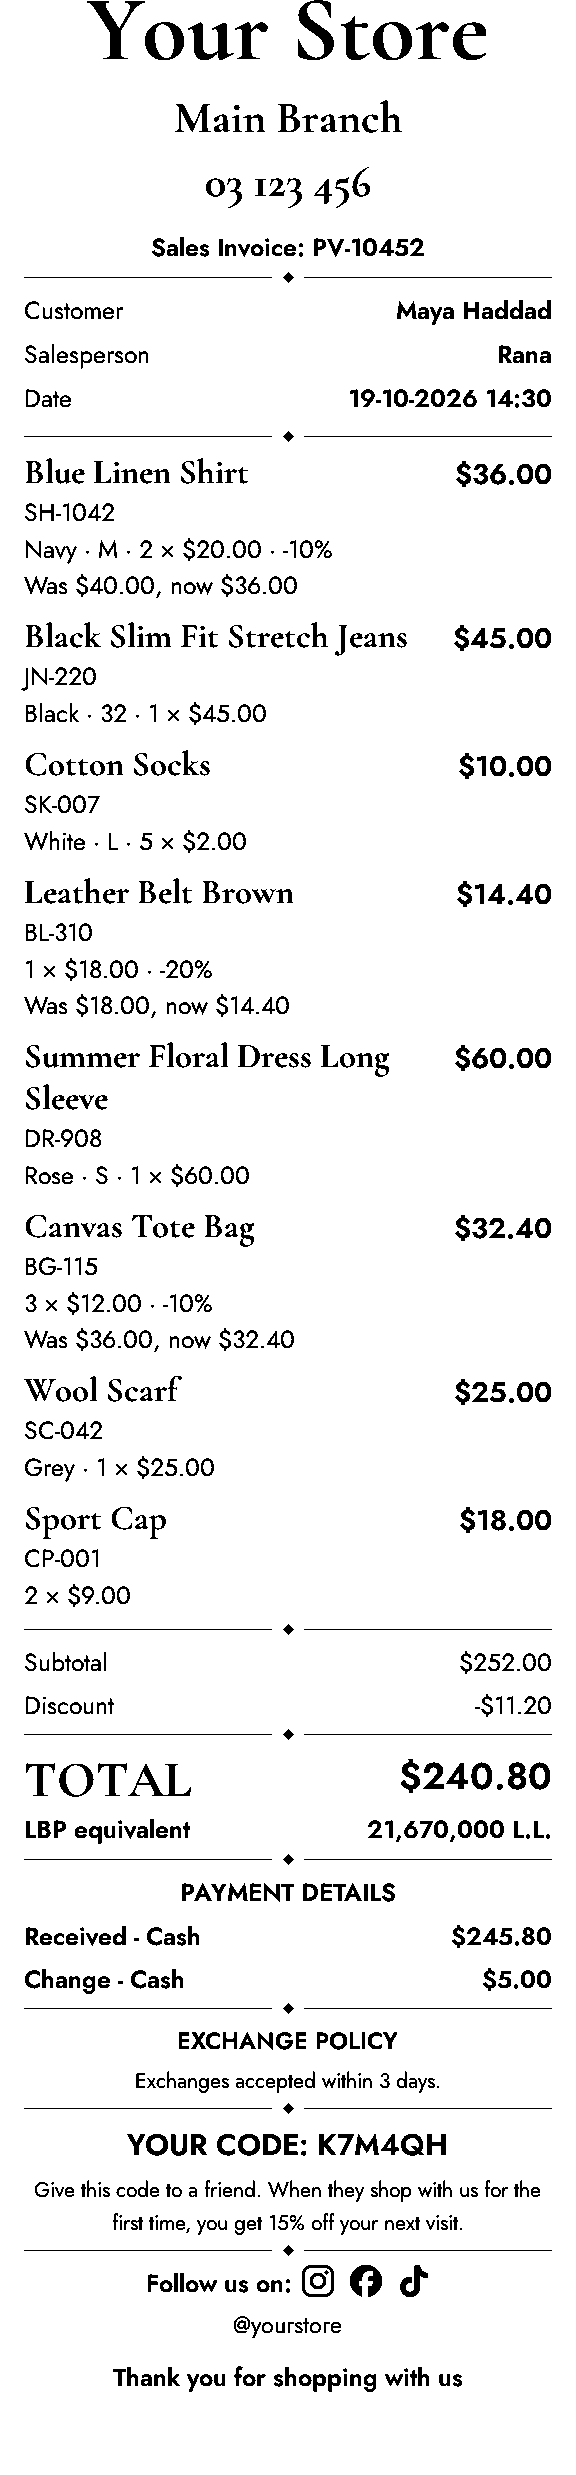 Your Store
Main Branch
03 123 456
Sales Invoice: PV-10452
Customer Maya Haddad
Salesperson Rana
Date 19-10-2026 14:30
Blue Linen Shirt $36.00
SH-1042
Navy · M · 2 × $20.00 · -10%
Was $40.00, now $36.00
Black Slim Fit Stretch Jeans $45.00
JN-220
Black · 32 · 1 × $45.00
Cotton Socks $10.00
SK-007
White · L · 5 × $2.00
Leather Belt Brown $14.40
BL-310
1 × $18.00 · -20%
Was $18.00, now $14.40
Summer Floral Dress Long $60.00
Sleeve
DR-908
Rose · S · 1 × $60.00
Canvas Tote Bag $32.40
BG-115
3 × $12.00 · -10%
Was $36.00, now $32.40
Wool Scarf $25.00
SC-042
Grey · 1 × $25.00
Sport Cap $18.00
CP-001
2 × $9.00
Subtotal $252.00
Discount -$11.20
TOTAL $240.80
LBP equivalent 21,670,000 L.L.
PAYMENT DETAILS
Received - Cash $245.80
Change - Cash $5.00
EXCHANGE POLICY
Exchanges accepted within 3 days.
YOUR CODE: K7M4QH
Give this code to a friend. When they shop with us for the
first time, you get 15% off your next visit.
Follow us on:
@yourstore
Thank you for shopping with us